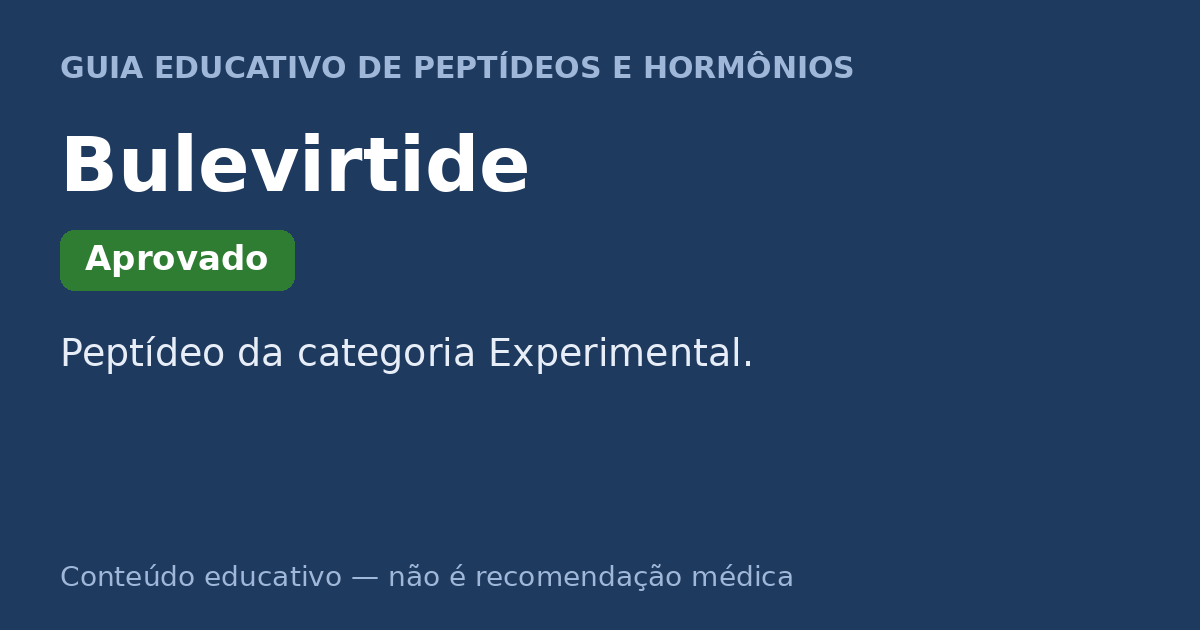 GUIA EDUCATIVO DE PEPTÍDEOS E HORMÔNIOS
Bulevirtide
Aprovado
Peptídeo da categoria Experimental.
Conteúdo educativo — não é recomendação médica